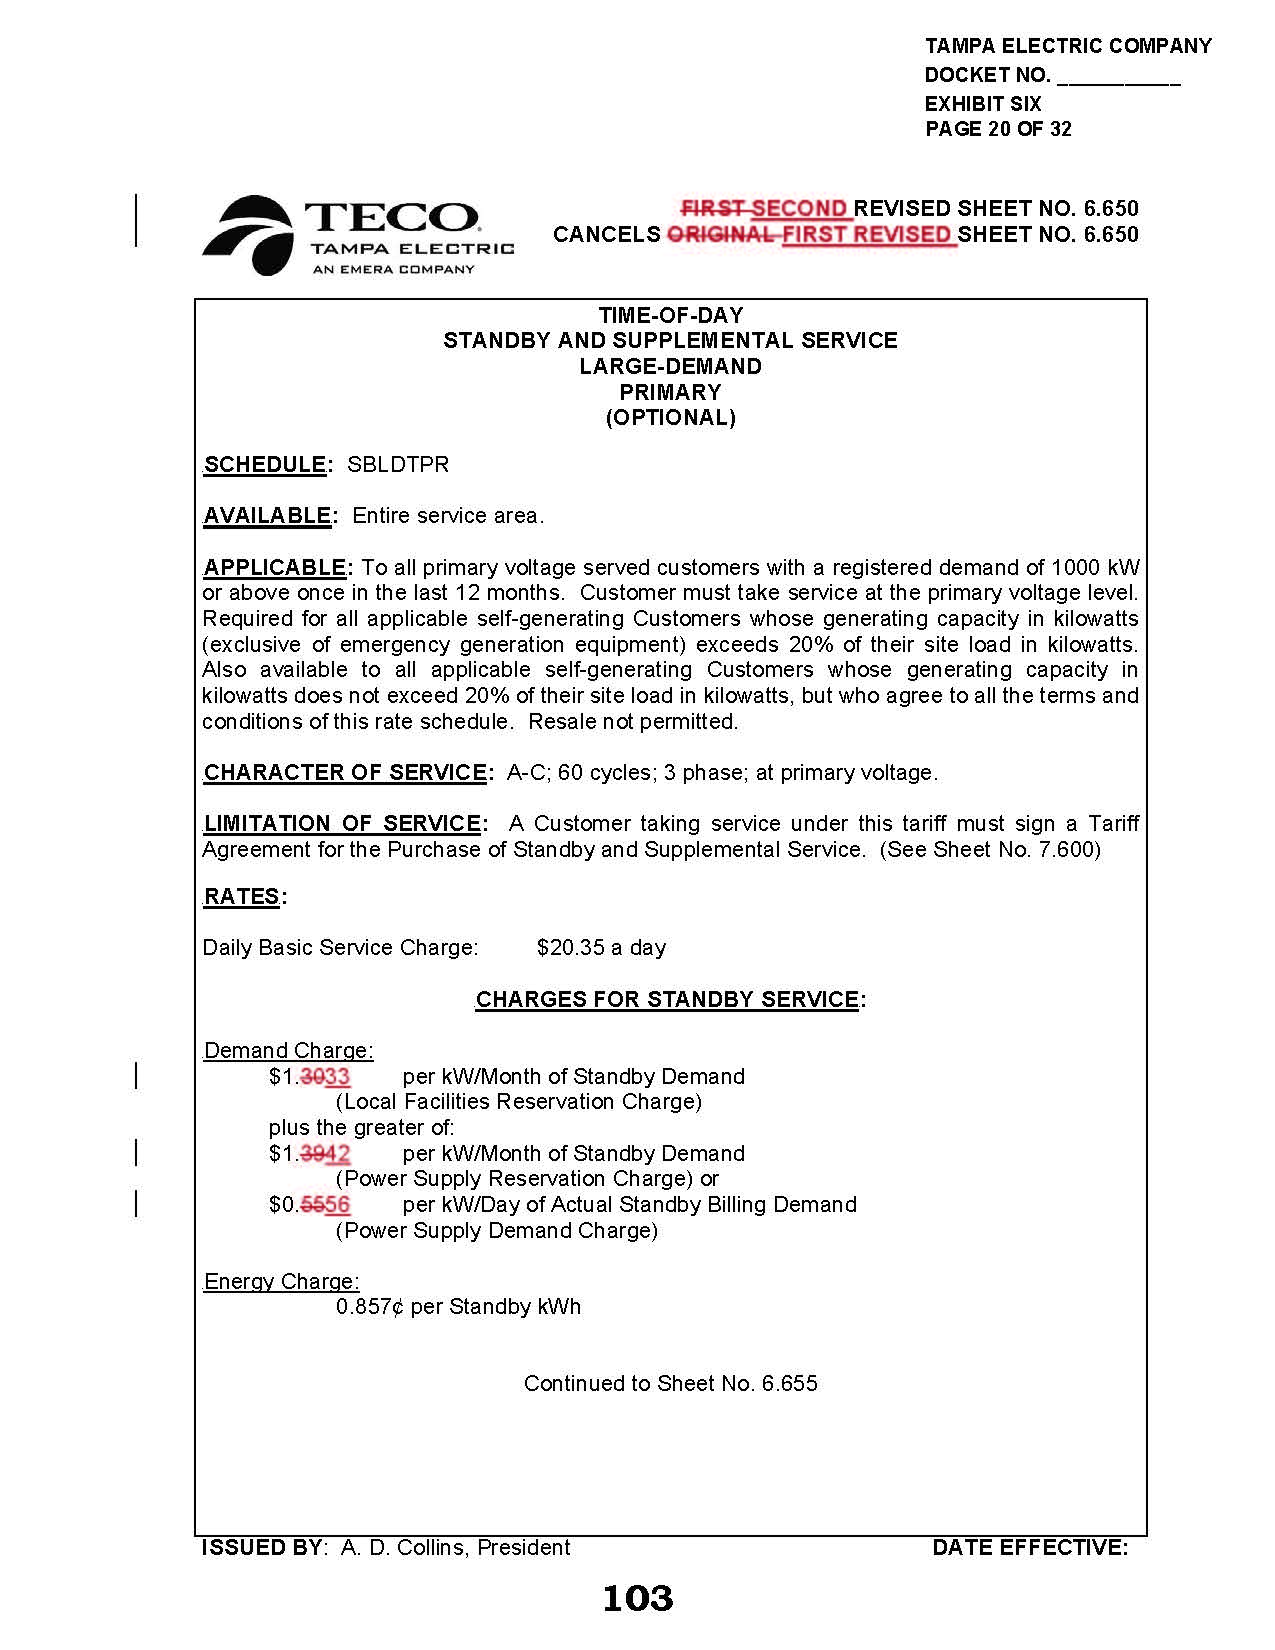 TAMPA ELECTRIC COMPANY
DOCKET NO. ___________
EXHIBIT SIX
PAGE 20 OF 32
TECO.
TAMPA ELECTRIC
AN EMERA COMPANY
FIRST SECOND REVISED SHEET NO. 6.650
CANCELS ORIGINAL FIRST REVISED SHEET NO. 6.650
TIME-OF-DAY
STANDBY AND SUPPLEMENTAL SERVICE
LARGE-DEMAND
PRIMARY
(OPTIONAL)
SCHEDULE: SBLDTPR
AVAILABLE: Entire service area.
APPLICABLE: To all primary voltage served customers with a registered demand of 1000 kW
or above once in the last 12 months. Customer must take service at the primary voltage level.
Required for all applicable self-generating Customers whose generating capacity in kilowatts
(exclusive of emergency generation equipment) exceeds 20% of their site load in kilowatts.
Also available to all applicable self-generating Customers whose generating capacity in
kilowatts does not exceed 20% of their site load in kilowatts, but who agree to all the terms and
conditions of this rate schedule. Resale not permitted.
CHARACTER OF SERVICE: A-C; 60 cycles; 3 phase; at primary voltage.
LIMITATION OF SERVICE: A Customer taking service under this tariff must sign a Tariff
Agreement for the Purchase of Standby and Supplemental Service. (See Sheet No. 7.600)
RATES:
Daily Basic Service Charge: $20.35 a day
CHARGES FOR STANDBY SERVICE:
Demand Charge:
$1.3033 per kW/Month of Standby Demand
(Local Facilities Reservation Charge)
plus the greater of:
$1.3942 per kW/Month of Standby Demand
(Power Supply Reservation Charge) or
$0.5556 per kW/Day of Actual Standby Billing Demand
(Power Supply Demand Charge)
Energy Charge:
0.857¢ per Standby kWh
Continued to Sheet No. 6.655
ISSUED BY: A. D. Collins, President DATE EFFECTIVE:
103